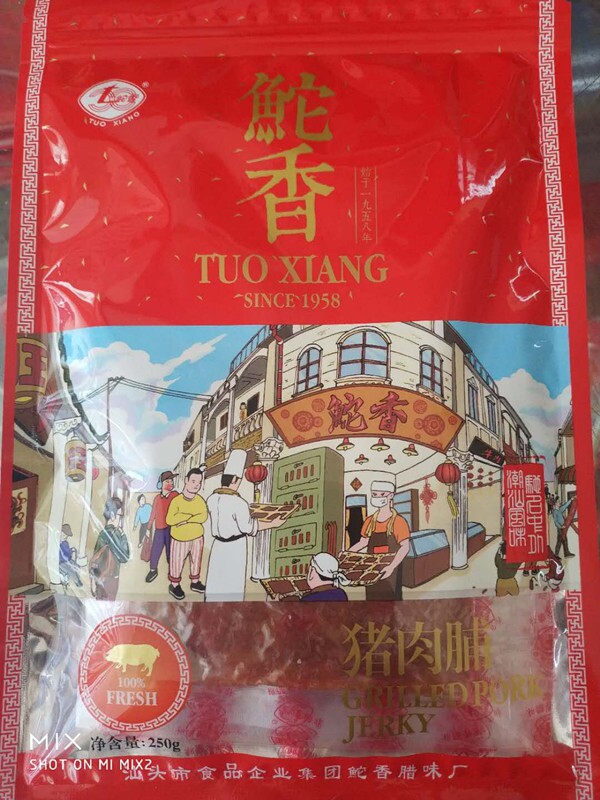 TUO XIANG
鮀
香
始于一九五八年
TUO XIANG
SINCE 1958
鮀香
潮汕風味
猪肉脯
GRILLED PORK
JERKY
100%
FRESH
净含量: 250g
MIX
SHOT ON MI MIX2
汕头市食品企业集团鮀香腊味厂